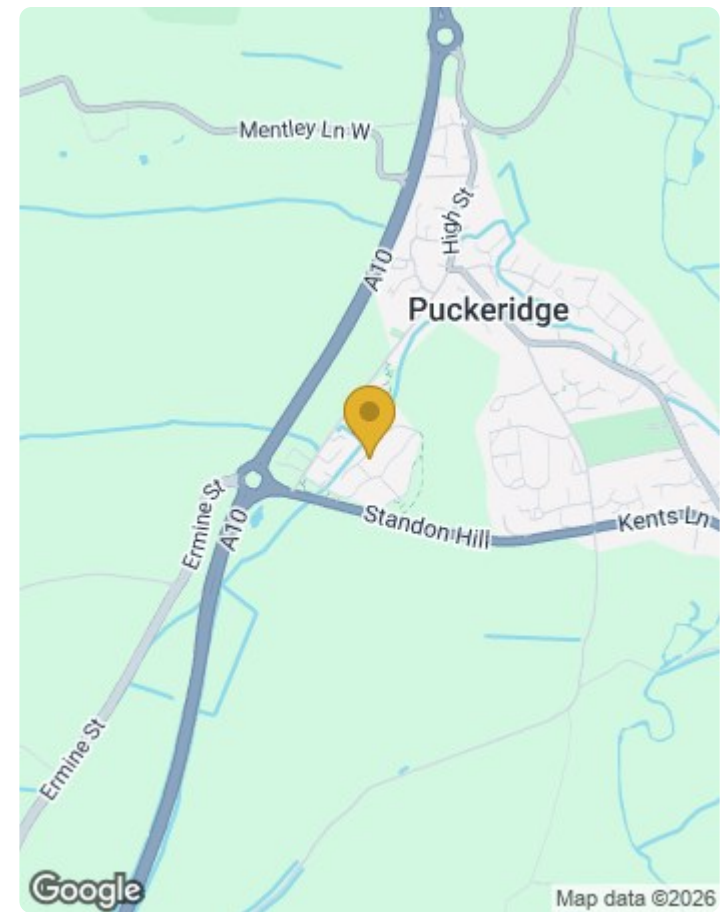 Mentley Ln W
High St
A10
Puckeridge
Ermine St
A10
Standon Hill
Kents Ln
Ermine St
Google
Map data ©2026